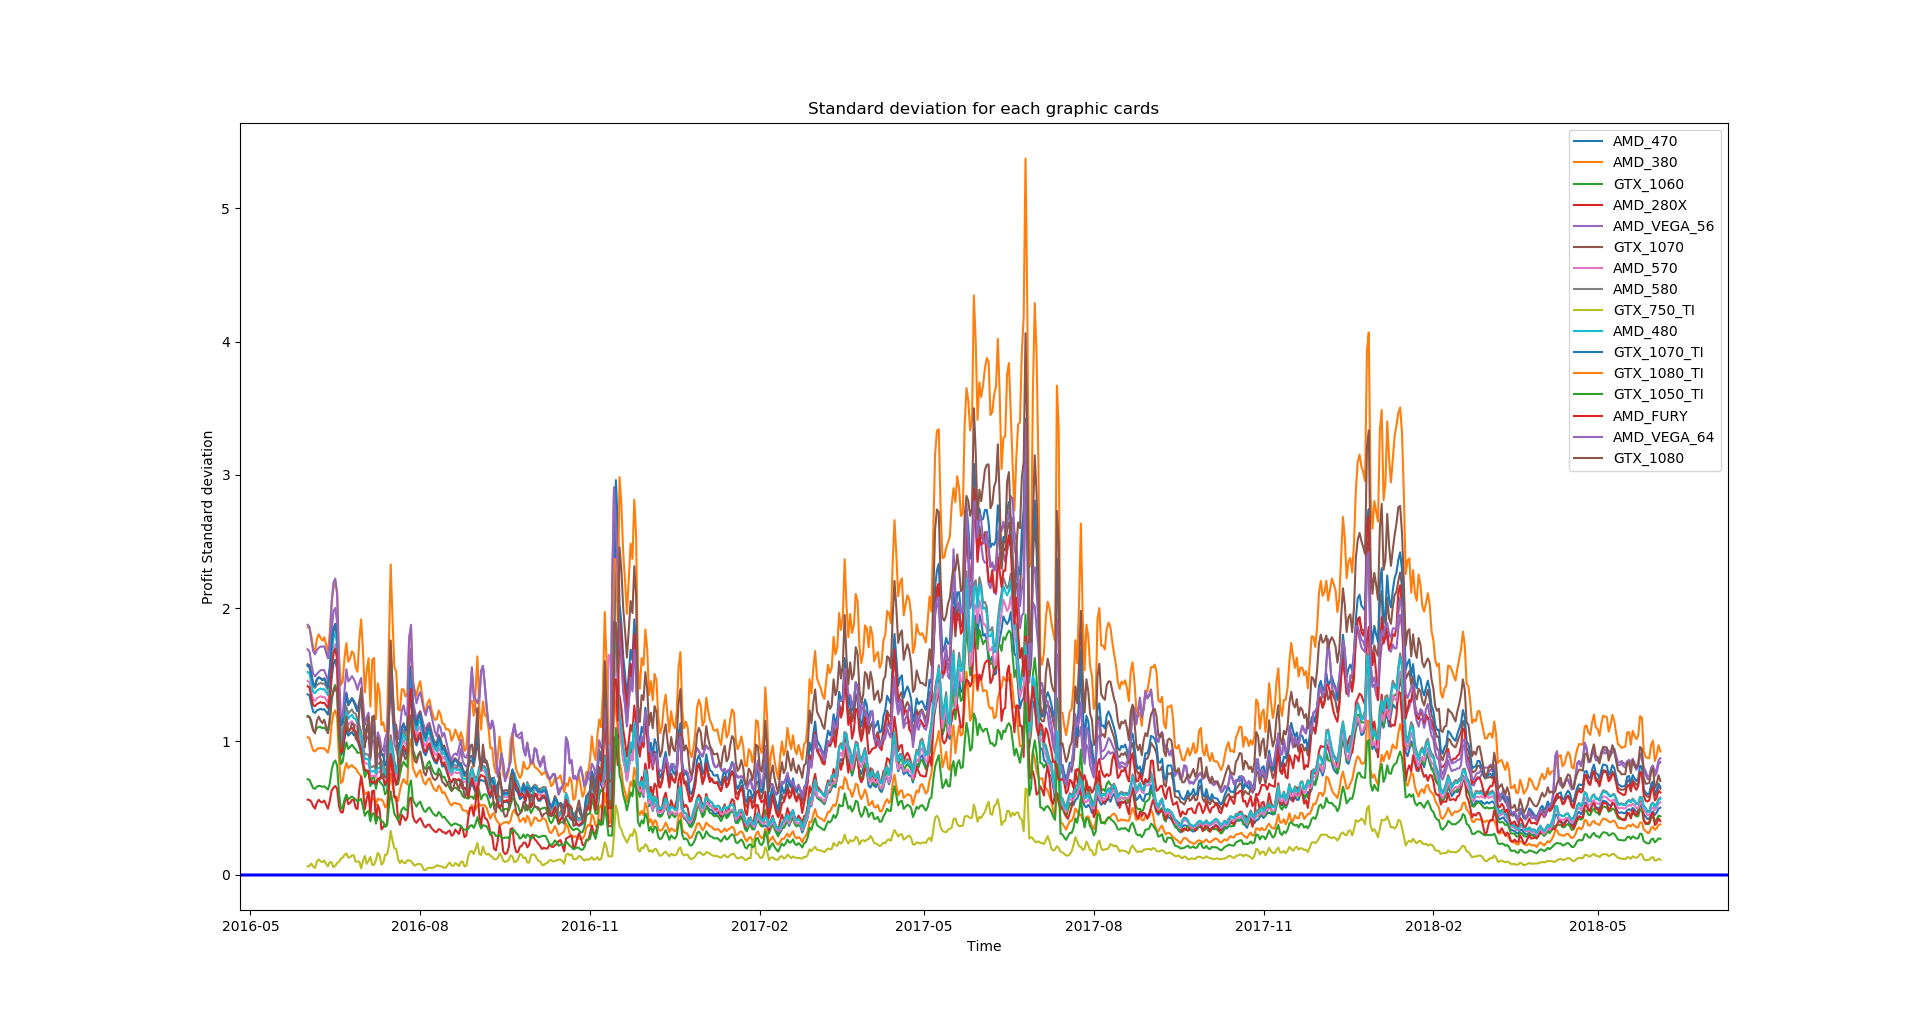 Standard deviation for each graphic cards
AMD_470
AMD_380
GTX_1060
AMD_280X
AMD_VEGA_56
GTX_1070
AMD_570
AMD_580
GTX_750_TI
AMD_480
GTX_1070_TI
GTX_1080_TI
GTX_1050_TI
AMD_FURY
AMD_VEGA_64
GTX_1080
Profit Standard deviation
5
4
3
2
1
0
2016-05 2016-08 2016-11 2017-02 2017-05 2017-08 2017-11 2018-02 2018-05
Time